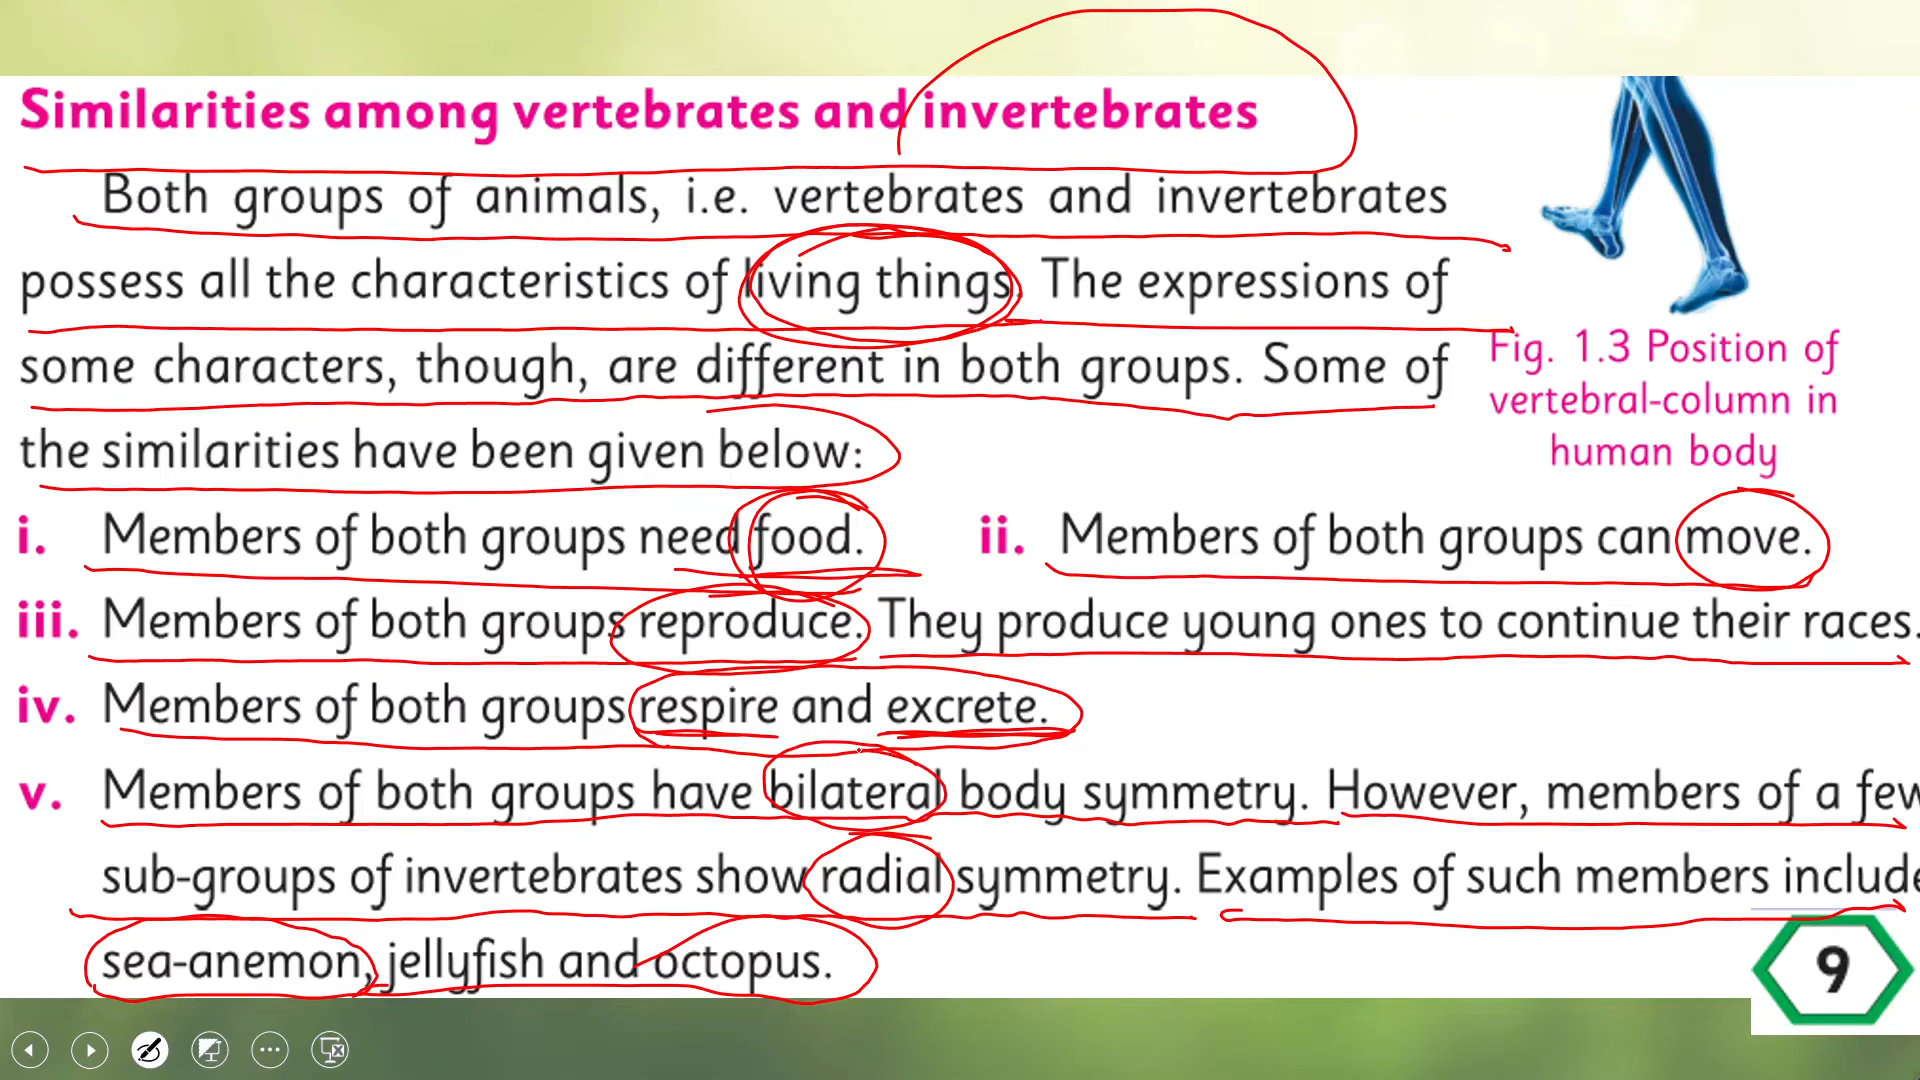 Similarities among vertebrates and invertebrates
Both groups of animals, i.e. vertebrates and invertebrates
possess all the characteristics of living things. The expressions of
some characters, though, are different in both groups. Some of
the similarities have been given below:
Fig. 1.3 Position of
vertebral-column in
human body
i. Members of both groups need food. ii. Members of both groups can move.
iii. Members of both groups reproduce. They produce young ones to continue their races.
iv. Members of both groups respire and excrete.
v. Members of both groups have bilateral body symmetry. However, members of a few
sub-groups of invertebrates show radial symmetry. Examples of such members include
sea-anemon, jellyfish and octopus.
9